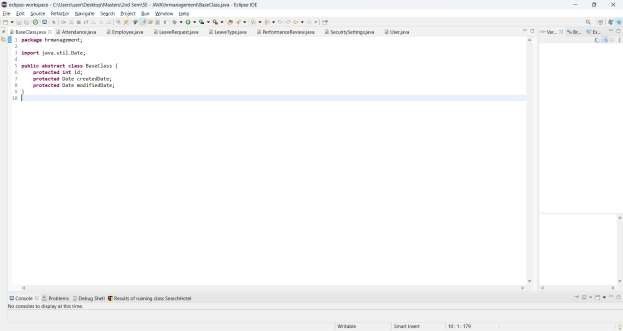 eclipse-workspace - C:\Users\user\Desktop\Masters\2nd Sem\SE - AWK\hrmanagement\BaseClass.java - Eclipse IDE
File Edit Source Refactor Navigate Search Project Run Window Help
BaseClass.java Attendance.java Employee.java LeaveRequest.java LeaveType.java PerformanceReview.java SecuritySettings.java User.java
Var... Br... Ex...
1 package hrmanagement;
2
3 import java.util.Date;
4
5 public abstract class BaseClass {
6 protected int id;
7 protected Date createdDate;
8 protected Date modifiedDate;
9 }
10
Console Problems Debug Shell Results of running class SearchHotel
No consoles to display at this time.
Writable Smart Insert 10 : 1 : 179